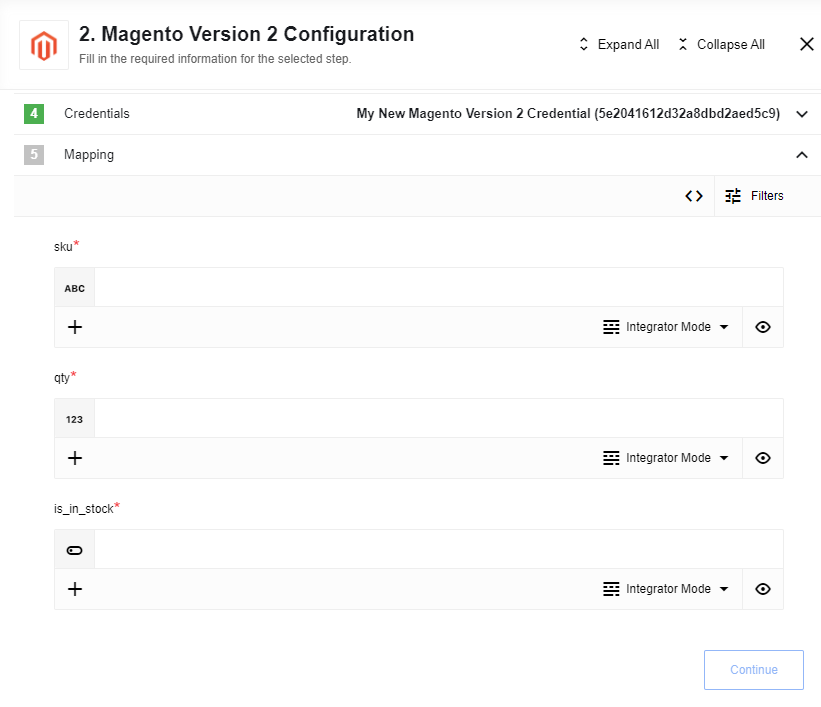 2. Magento Version 2 Configuration
Fill in the required information for the selected step.
Expand All
Collapse All
4 Credentials My New Magento Version 2 Credential (5e2041612d32a8dbd2aed5c9)
5 Mapping
Filters
sku*
ABC
Integrator Mode
qty*
123
Integrator Mode
is_in_stock*
Integrator Mode
Continue